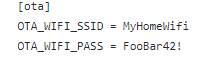 [ota]
OTA_WIFI_SSID = MyHomeWifi
OTA_WIFI_PASS = FooBar42!